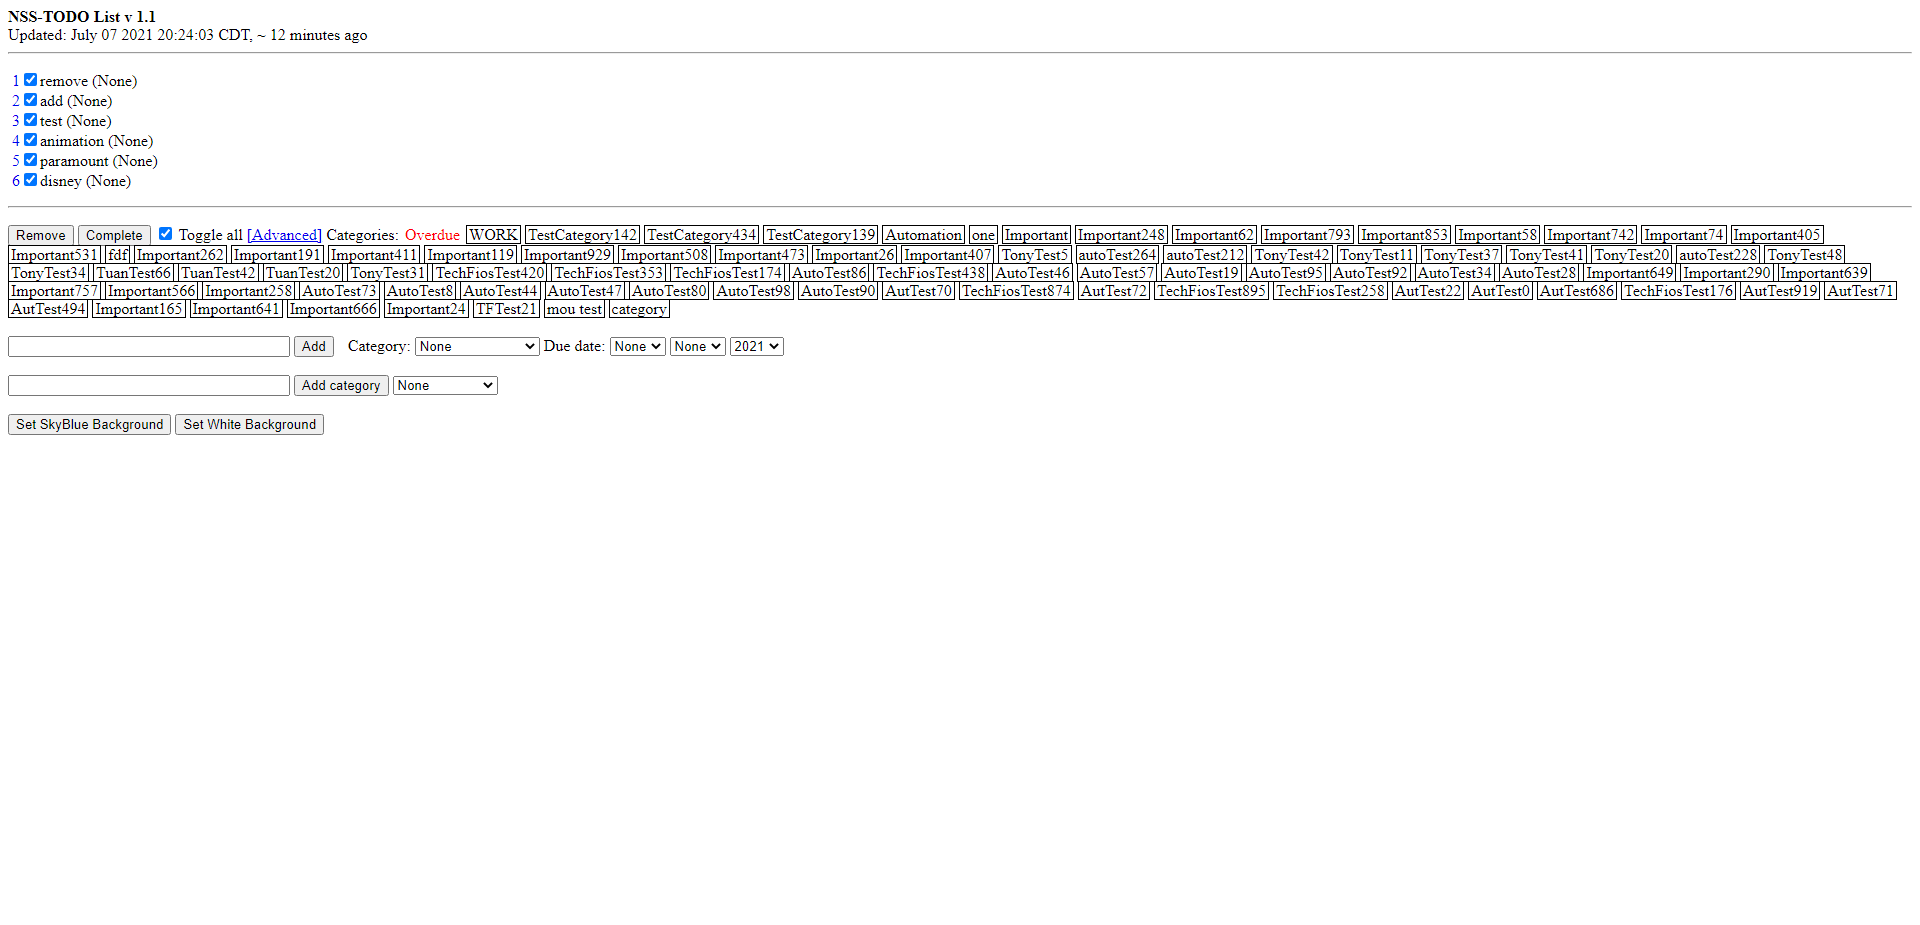 NSS-TODO List v 1.1
Updated: July 07 2021 20:24:03 CDT, ~ 12 minutes ago
1 remove (None)
2 add (None)
3 test (None)
4 animation (None)
5 paramount (None)
6 disney (None)
Remove Complete Toggle all [Advanced] Categories: Overdue WORK TestCategory142 TestCategory434 TestCategory139 Automation one Important Important248 Important62 Important793 Important853 Important58 Important742 Important74 Important405
Important531 fdf Important262 Important191 Important411 Important119 Important929 Important508 Important473 Important26 Important407 TonyTest5 autoTest264 autoTest212 TonyTest42 TonyTest11 TonyTest37 TonyTest41 TonyTest20 autoTest228 TonyTest48
TonyTest34 TuanTest66 TuanTest42 TuanTest20 TonyTest31 TechFiosTest420 TechFiosTest353 TechFiosTest174 AutoTest86 TechFiosTest438 AutoTest46 AutoTest57 AutoTest19 AutoTest95 AutoTest92 AutoTest34 AutoTest28 Important649 Important290 Important639
Important757 Important566 Important258 AutoTest73 AutoTest8 AutoTest44 AutoTest47 AutoTest80 AutoTest98 AutoTest90 AutTest70 TechFiosTest874 AutTest72 TechFiosTest895 TechFiosTest258 AutTest22 AutTest0 AutTest686 TechFiosTest176 AutTest919 AutTest71
AutTest494 Important165 Important641 Important666 Important24 TFTest21 mou test category
Add Category: None Due date: None None 2021
Add category None
Set SkyBlue Background Set White Background